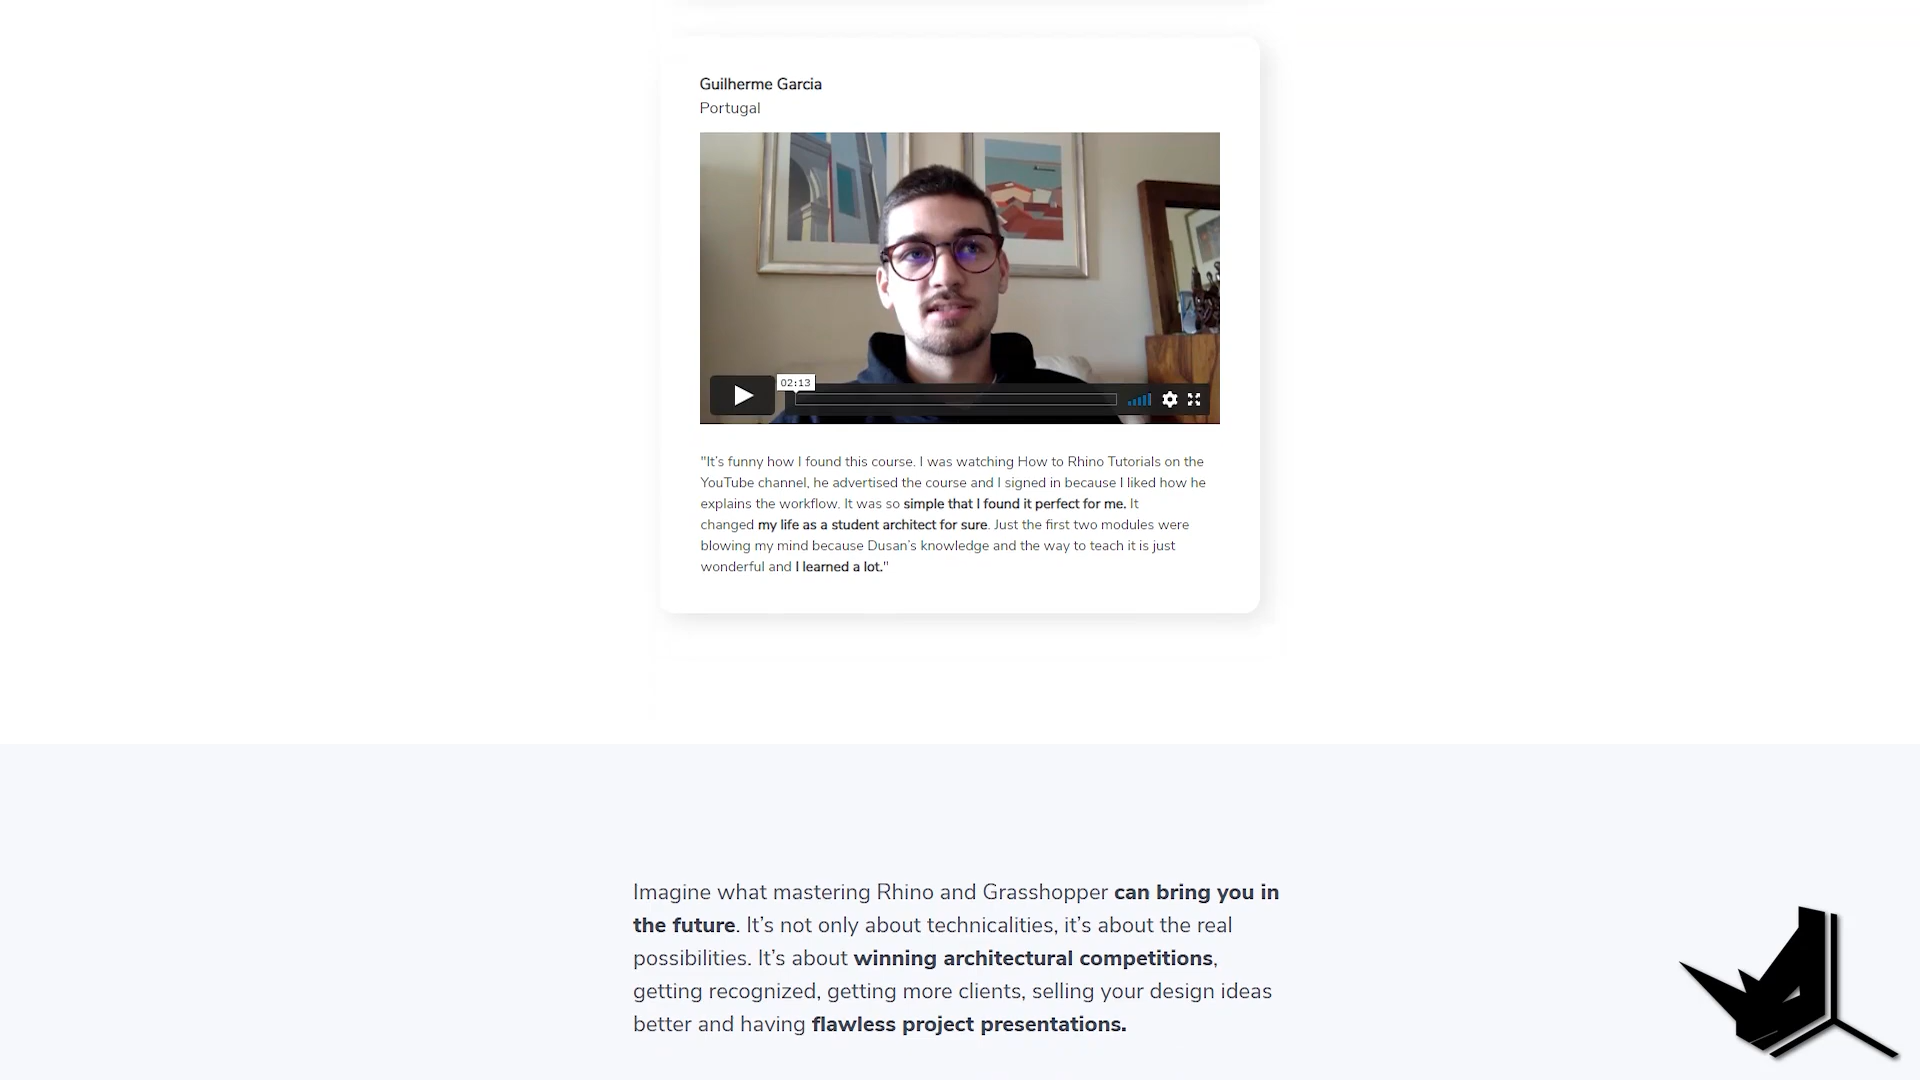 Guilherme Garcia
Portugal
02:13
"It’s funny how I found this course. I was watching How to Rhino Tutorials on the
YouTube channel, he advertised the course and I signed in because I liked how he
explains the workflow. It was so simple that I found it perfect for me. It
changed my life as a student architect for sure. Just the first two modules were
blowing my mind because Dusan’s knowledge and the way to teach it is just
wonderful and I learned a lot."
Imagine what mastering Rhino and Grasshopper can bring you in
the future. It’s not only about technicalities, it’s about the real
possibilities. It’s about winning architectural competitions,
getting recognized, getting more clients, selling your design ideas
better and having flawless project presentations.